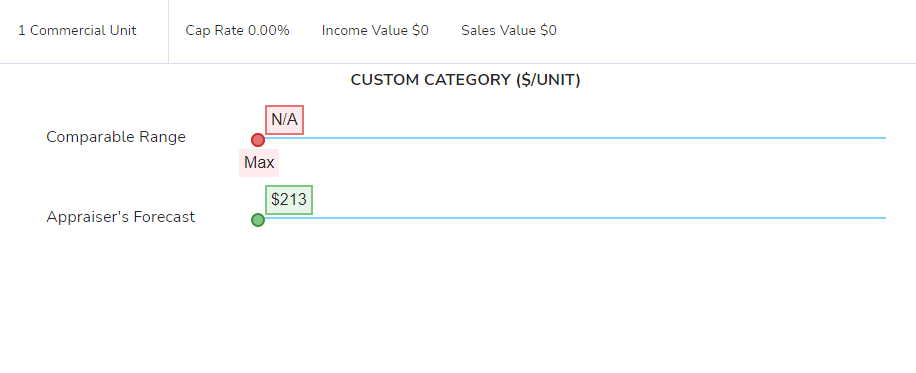 1 Commercial Unit
Cap Rate 0.00%
Income Value $0
Sales Value $0
CUSTOM CATEGORY ($/UNIT)
N/A
Comparable Range
Max
$213
Appraiser's Forecast